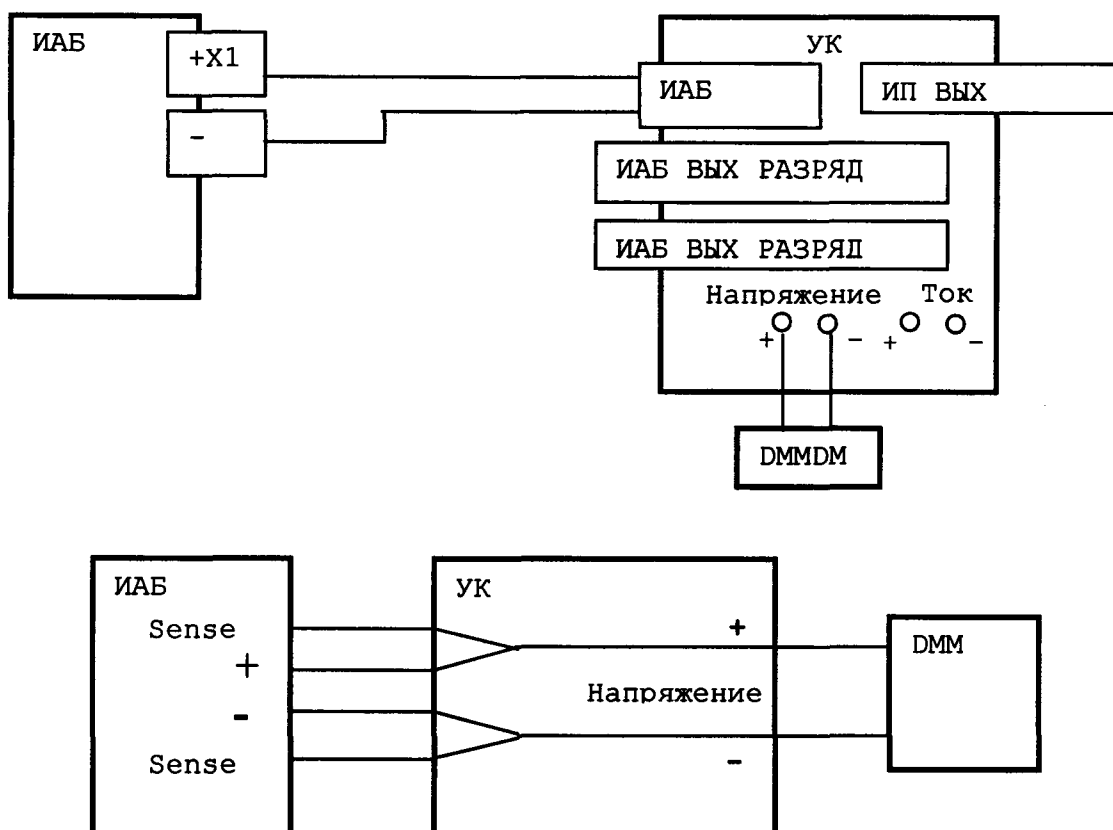 ИАБ
+X1
-
УК
ИАБ
ИП ВЫХ
ИАБ ВЫХ РАЗРЯД
ИАБ ВЫХ РАЗРЯД
Напряжение Ток
+ - + -
DMMDM
ИАБ
УК
Sense
+
+
DMM
Напряжение
-
Sense
-